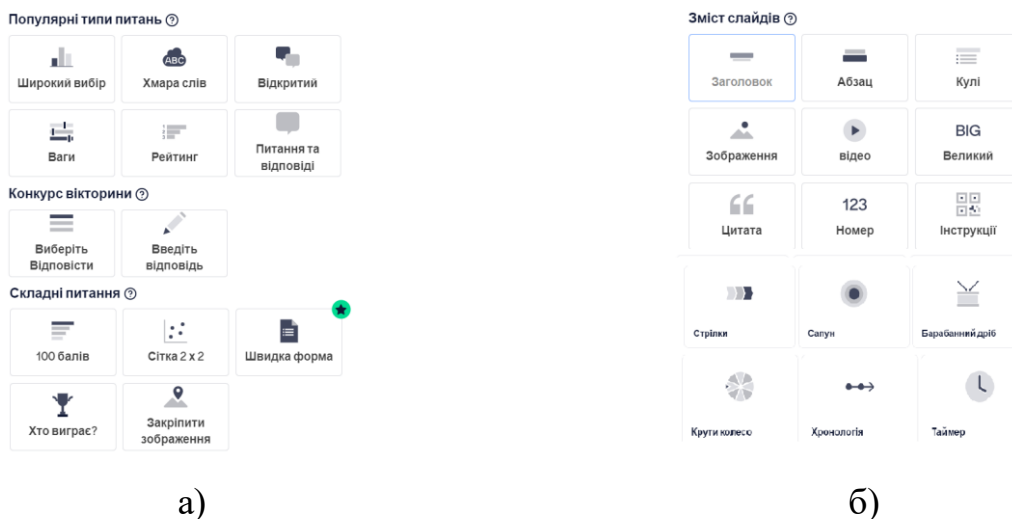 Популярні типи питань ?
Широкий вибір
ABC
Хмара слів
Відкритий
Ваги
Рейтинг
Питання та
відповіді
Конкурс вікторини ?
Виберіть
Відповісти
Введіть
відповідь
Складні питання ?
100 балів
Сітка 2 x 2
Швидка форма
Хто виграє?
Закріпити
зображення
а)
Зміст слайдів ?
Заголовок
Абзац
Кулі
Зображення
відео
BIG
Великий
Цитата
123
Номер
Інструкції
Стрілки
Сапун
Барабанний дріб
Крути колесо
Хронологія
Таймер
б)